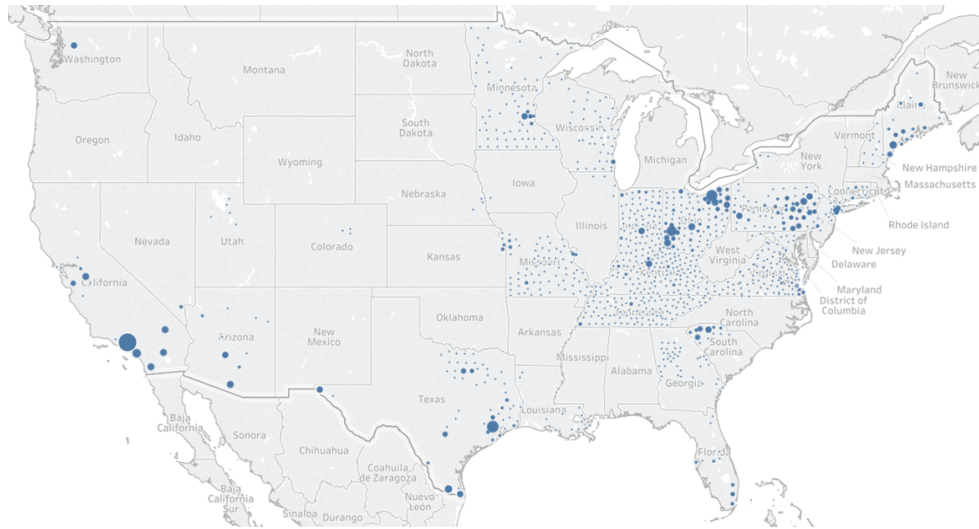 Washington
Montana
North
Dakota
Minnesota
New
Brunswick
Oregon
Idaho
South
Dakota
Wisconsin
Vermont
Michigan
New
York
Wyoming
New Hampshire
Iowa
Massachusetts
Nebraska
Connecticut
Rhode Island
Nevada
Utah
Illinois
Colorado
Kansas
West
Virginia
New Jersey
Delaware
California
Maryland
District of
Columbia
Oklahoma
North
Carolina
Arizona
New
Mexico
Arkansas
South
Carolina
Mississippi
Alabama
Georgia
Texas
Louisiana
Baja
California
Sonora
Chihuahua
Florida
Coahuila
de Zaragoza
Baja
California
Sur
Nuevo
León
Sinaloa
Durango